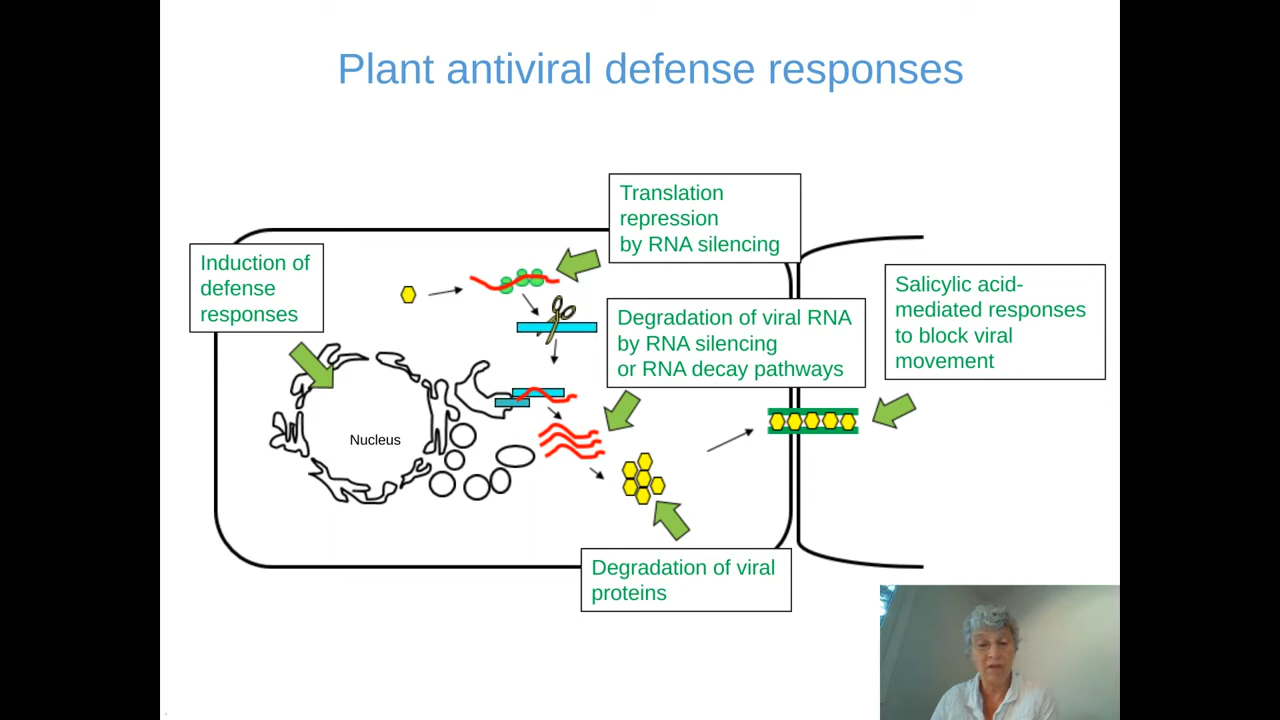 Plant antiviral defense responses
Translation
repression
by RNA silencing
Induction of
defense
responses
Salicylic acid-
mediated responses
to block viral
movement
Degradation of viral RNA
by RNA silencing
or RNA decay pathways
Nucleus
Degradation of viral
proteins